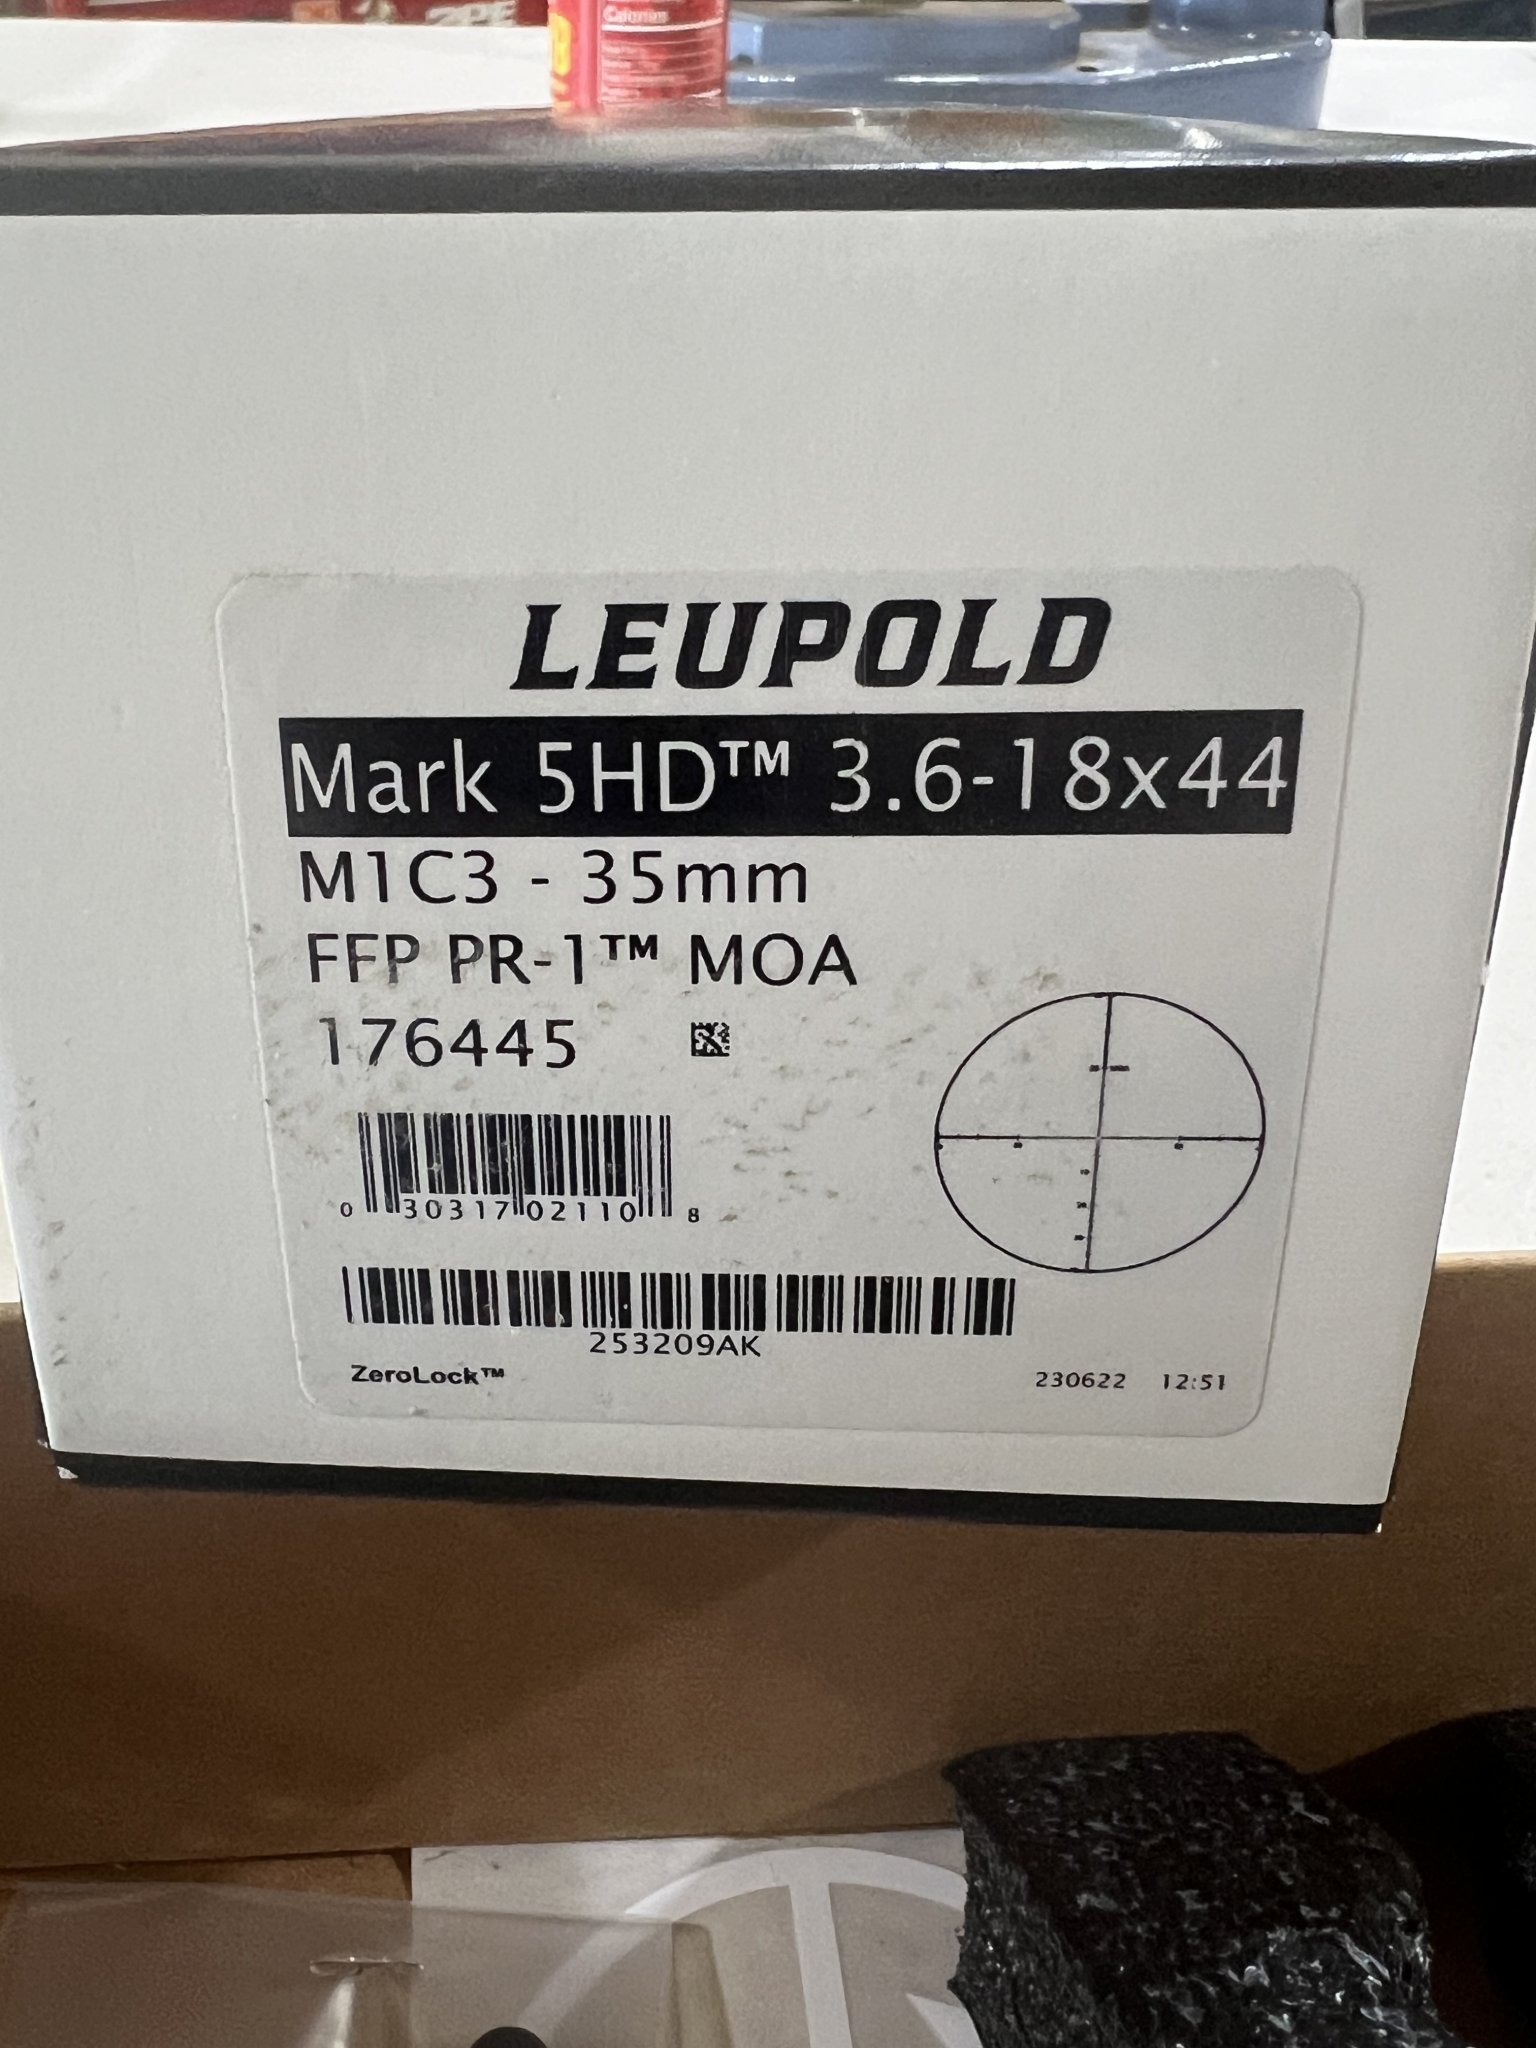 Calories
LEUPOLD
Mark 5HD™ 3.6-18x44
M1C3 - 35mm
FFP PR-1™ MOA
176445
0 30317 02110 8
253209AK
ZeroLock™ 230622 12:51